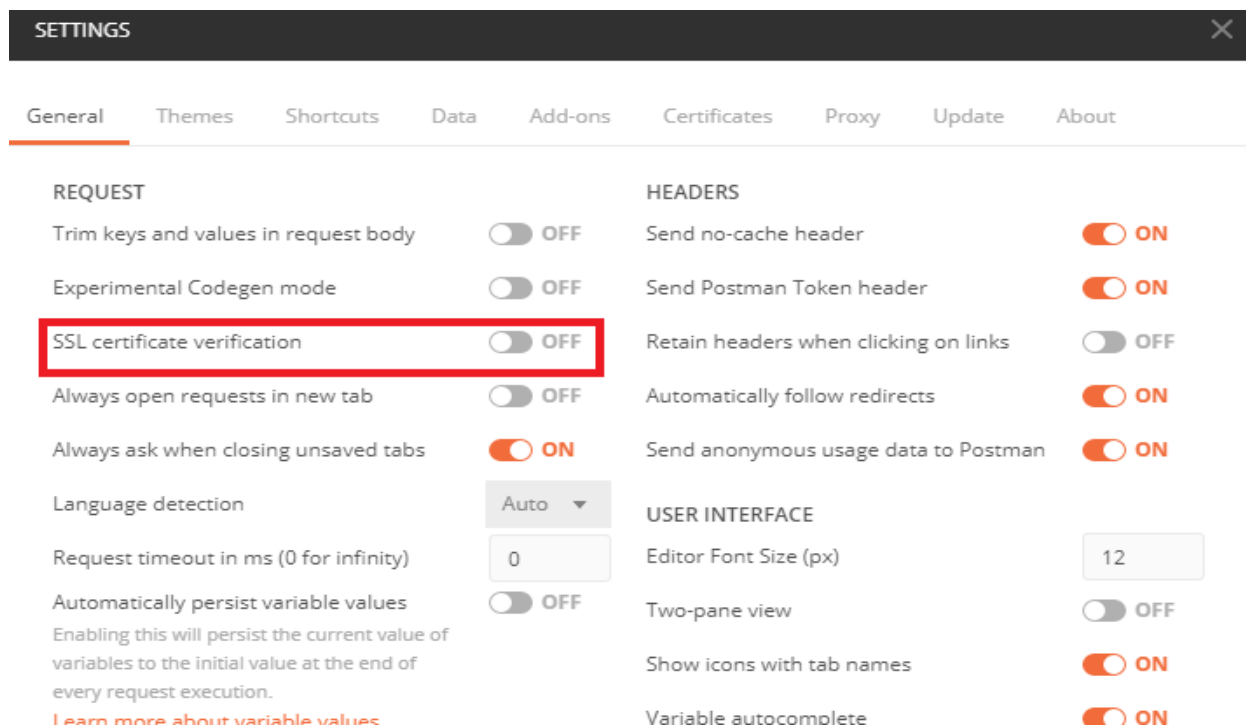 SETTINGS
General Themes Shortcuts Data Add-ons Certificates Proxy Update About
REQUEST
Trim keys and values in request body OFF
Experimental Codegen mode OFF
SSL certificate verification OFF
Always open requests in new tab OFF
Always ask when closing unsaved tabs ON
Language detection Auto
Request timeout in ms (0 for infinity) 0
Automatically persist variable values OFF
Enabling this will persist the current value of
variables to the initial value at the end of
every request execution.
Learn more about variable values
HEADERS
Send no-cache header ON
Send Postman Token header ON
Retain headers when clicking on links OFF
Automatically follow redirects ON
Send anonymous usage data to Postman ON
USER INTERFACE
Editor Font Size (px) 12
Two-pane view OFF
Show icons with tab names ON
Variable autocomplete ON